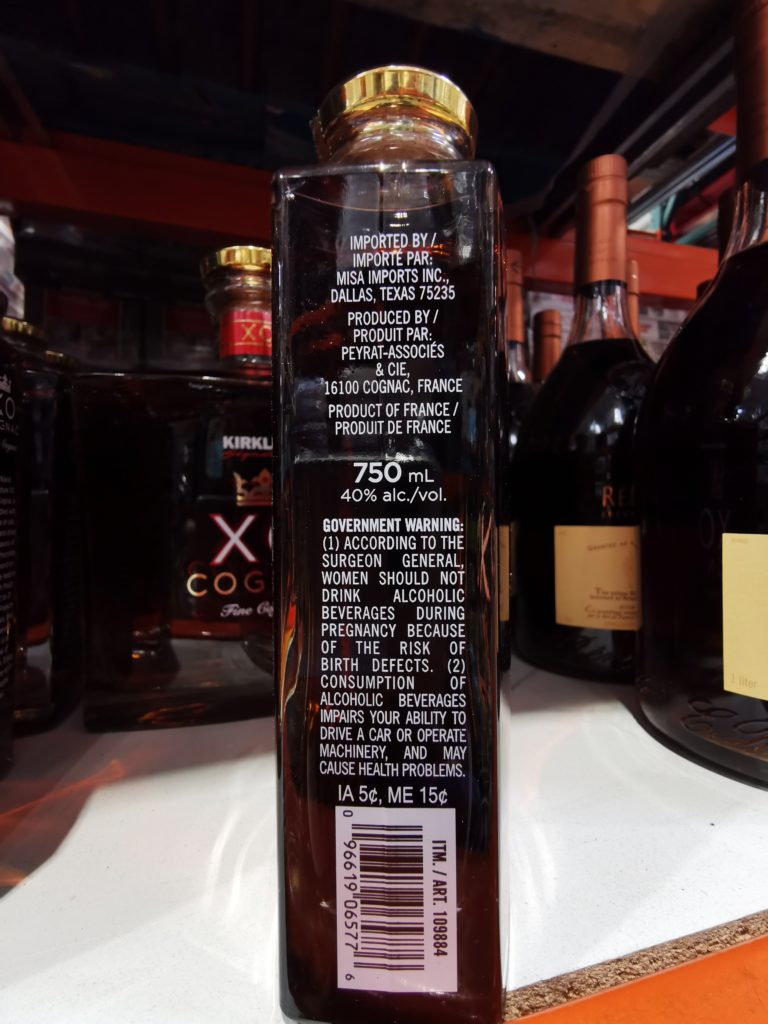 IMPORTED BY /
IMPORTÉ PAR:
MISA IMPORTS INC.,
DALLAS, TEXAS 75235
PRODUCED BY /
PRODUIT PAR:
PEYRAT-ASSOCIÉS
& CIE,
16100 COGNAC, FRANCE
PRODUCT OF FRANCE /
PRODUIT DE FRANCE
750 mL
40% alc./vol.
GOVERNMENT WARNING:
(1) ACCORDING TO THE
SURGEON GENERAL,
WOMEN SHOULD NOT
DRINK ALCOHOLIC
BEVERAGES DURING
PREGNANCY BECAUSE
OF THE RISK OF
BIRTH DEFECTS. (2)
CONSUMPTION OF
ALCOHOLIC BEVERAGES
IMPAIRS YOUR ABILITY TO
DRIVE A CAR OR OPERATE
MACHINERY, AND MAY
CAUSE HEALTH PROBLEMS.
IA 5¢, ME 15¢
ITM. / ART. 109884
0 96619 06577 6
XO
KIRKL
XO
COGN
Fine
1 liter